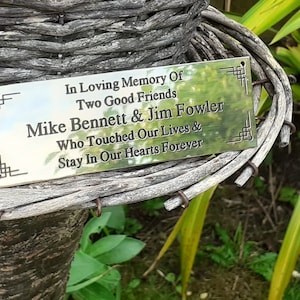 In Loving Memory Of
Two Good Friends
Mike Bennett & Jim Fowler
Who Touched Our Lives &
Stay In Our Hearts Forever